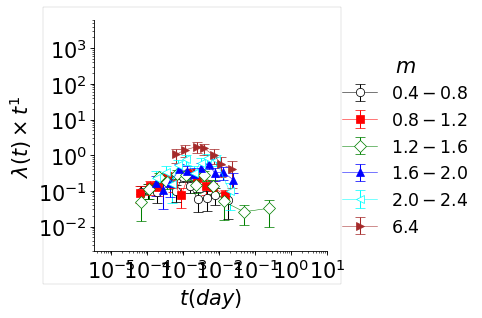 10³
10²
10¹
10⁰
10⁻¹
10⁻²
λ(t) × t¹
10⁻⁵ 10⁻⁴ 10⁻³ 10⁻² 10⁻¹ 10⁰ 10¹
t(day)
m
0.4 − 0.8
0.8 − 1.2
1.2 − 1.6
1.6 − 2.0
2.0 − 2.4
6.4